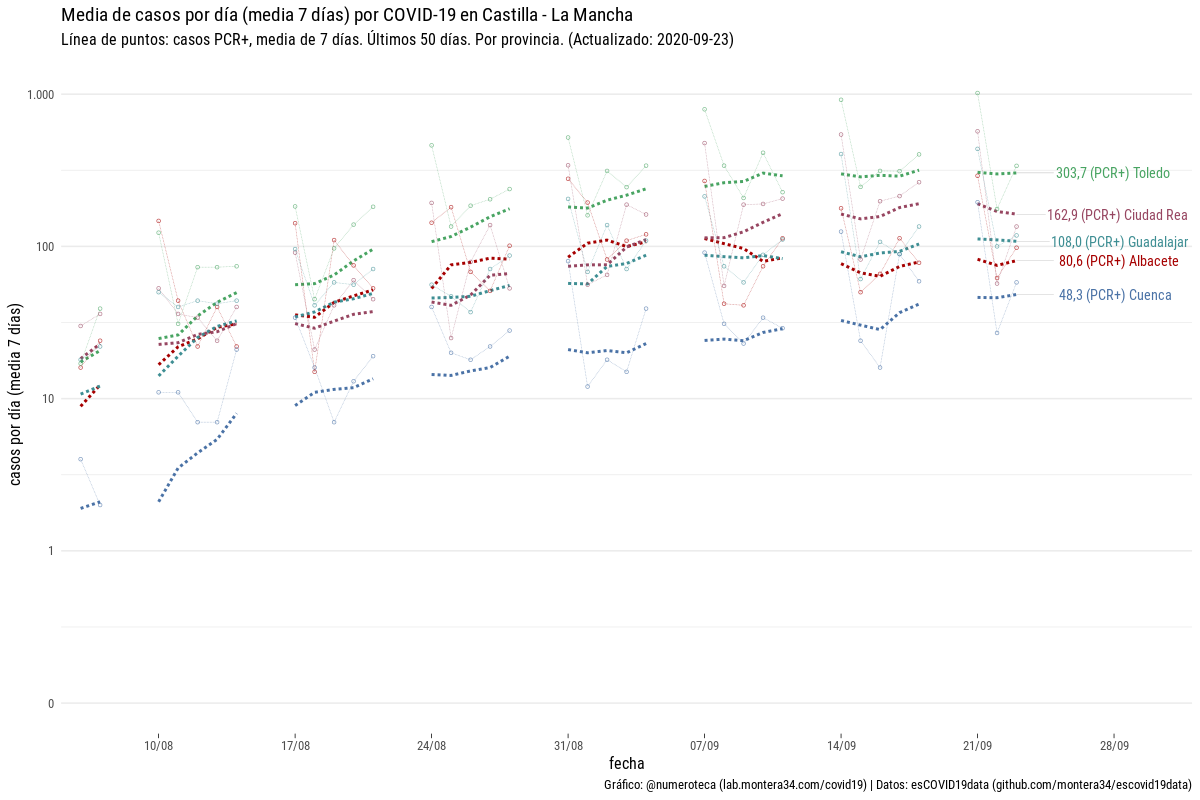 Media de casos por día (media 7 días) por COVID-19 en Castilla - La Mancha
Línea de puntos: casos PCR+, media de 7 días. Últimos 50 días. Por provincia. (Actualizado: 2020-09-23)
casos por día (media 7 días)
1.000
100
10
1
0
303,7 (PCR+) Toledo
162,9 (PCR+) Ciudad Rea
108,0 (PCR+) Guadalajar
80,6 (PCR+) Albacete
48,3 (PCR+) Cuenca
10/08 17/08 24/08 31/08 07/09 14/09 21/09 28/09
fecha
Gráfico: @numeroteca (lab.montera34.com/covid19) | Datos: esCOVID19data (github.com/montera34/escovid19data)